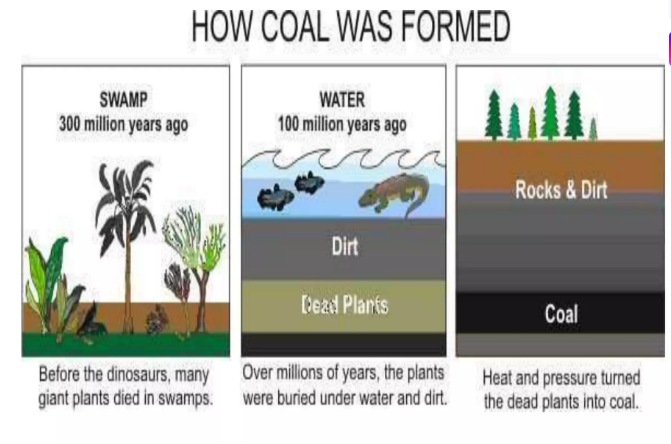 HOW COAL WAS FORMED
SWAMP
300 million years ago
Before the dinosaurs, many
giant plants died in swamps.
WATER
100 million years ago
Dirt
Dead Plants
Over millions of years, the plants
were buried under water and dirt.
Rocks & Dirt
Coal
Heat and pressure turned
the dead plants into coal.